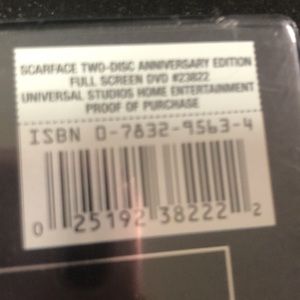 SCARFACE TWO-DISC ANNIVERSARY EDITION
FULL SCREEN DVD #23822
UNIVERSAL STUDIOS HOME ENTERTAINMENT
PROOF OF PURCHASE
ISBN 0-7832-9563-4
0 25192 38222 2